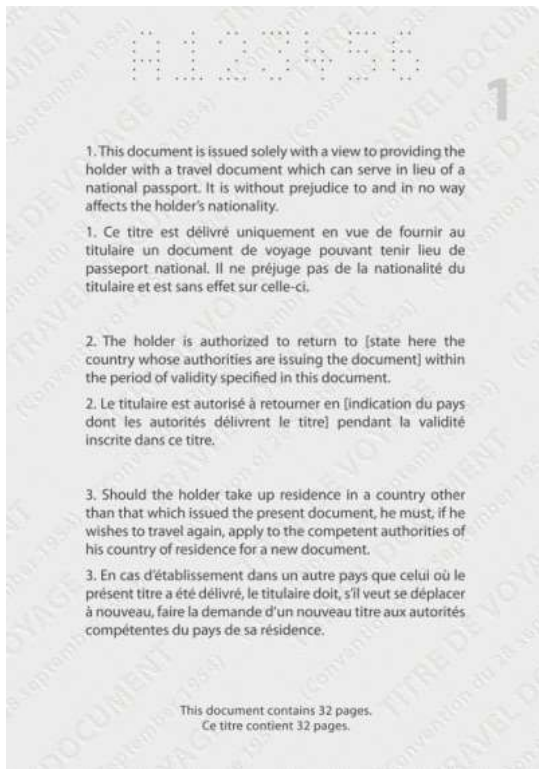 A123456
1
1. This document is issued solely with a view to providing the
holder with a travel document which can serve in lieu of a
national passport. It is without prejudice to and in no way
affects the holder's nationality.
1. Ce titre est délivré uniquement en vue de fournir au
titulaire un document de voyage pouvant tenir lieu de
passeport national. Il ne préjuge pas de la nationalité du
titulaire et est sans effet sur celle-ci.
2. The holder is authorized to return to [state here the
country whose authorities are issuing the document] within
the period of validity specified in this document.
2. Le titulaire est autorisé à retourner en [indication du pays
dont les autorités délivrent le titre] pendant la validité
inscrite dans ce titre.
3. Should the holder take up residence in a country other
than that which issued the present document, he must, if he
wishes to travel again, apply to the competent authorities of
his country of residence for a new document.
3. En cas d'établissement dans un autre pays que celui où le
présent titre a été délivré, le titulaire doit, s'il veut se déplacer
à nouveau, faire la demande d'un nouveau titre aux autorités
compétentes du pays de sa résidence.
This document contains 32 pages.
Ce titre contient 32 pages.